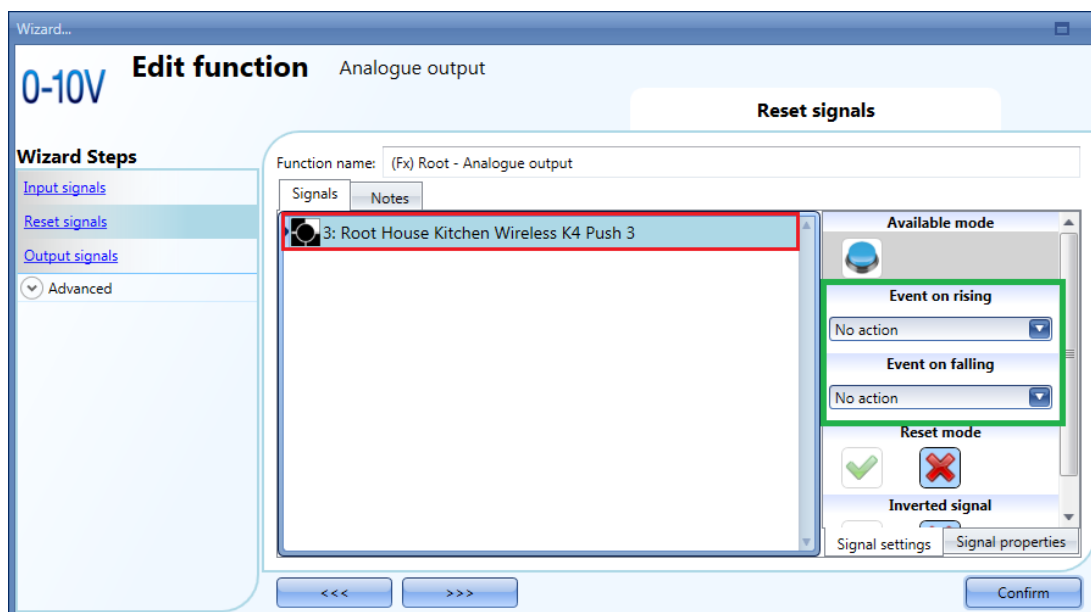 Wizard...
0-10V
Edit function Analogue output
Reset signals
Wizard Steps
Input signals
Reset signals
Output signals
Advanced
Function name: (Fx) Root - Analogue output
Signals Notes
3: Root House Kitchen Wireless K4 Push 3
Available mode
Event on rising
No action
Event on falling
No action
Reset mode
Inverted signal
Signal settings Signal properties
<<< >>> Confirm